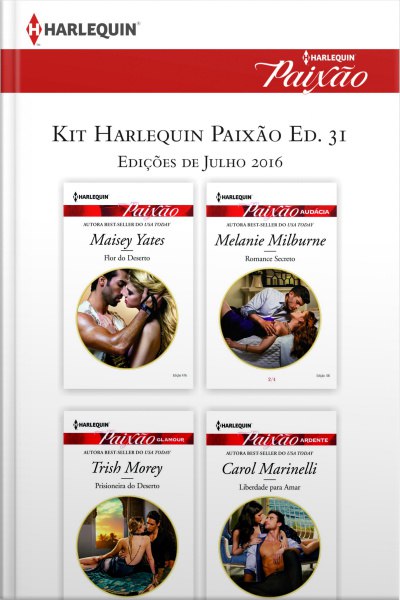 HARLEQUIN®
HARLEQUIN
Paixão
KIT HARLEQUIN PAIXÃO ED. 31
EDIÇÕES DE JULHO 2016
HARLEQUIN
Paixão
AUTORA BEST-SELLER DO USA TODAY
Maisey Yates
Flor do Deserto
HARLEQUIN
Paixão AUDÁCIA
AUTORA BEST-SELLER DO USA TODAY
Melanie Milburne
Romance Secreto
2/4
HARLEQUIN
Paixão GLAMOUR
AUTORA BEST-SELLER DO USA TODAY
Trish Morey
Prisioneira do Deserto
HARLEQUIN
Paixão ARDENTE
AUTORA BEST-SELLER DO USA TODAY
Carol Marinelli
Liberdade para Amar